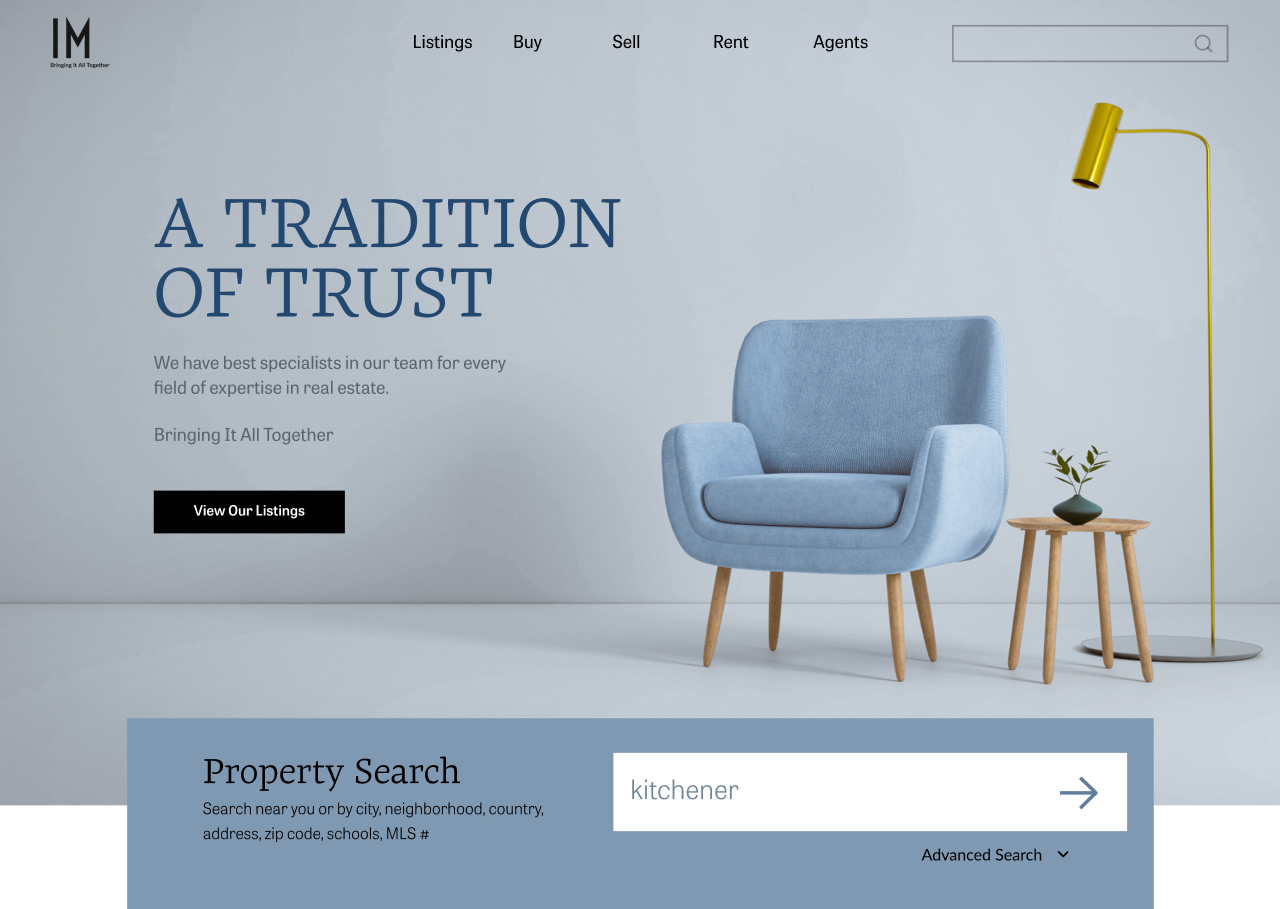 IM
Bringing It All Together
Listings
Buy
Sell
Rent
Agents
A TRADITION
OF TRUST
We have best specialists in our team for every
field of expertise in real estate.
Bringing It All Together
View Our Listings
Property Search
Search near you or by city, neighborhood, country,
address, zip code, schools, MLS #
kitchener
Advanced Search